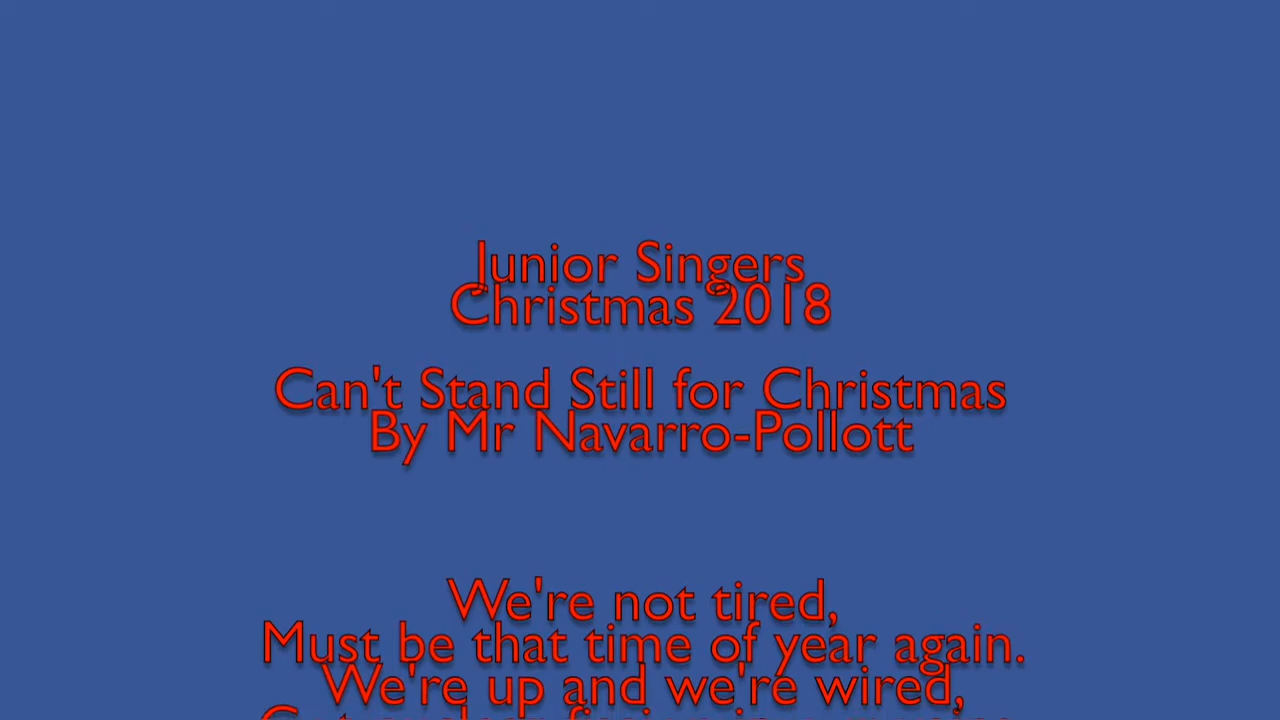 Junior Singers
Christmas 2018
Can't Stand Still for Christmas
By Mr Navarro-Pollott
We're not tired,
Must be that time of year again.
We're up and we're wired,